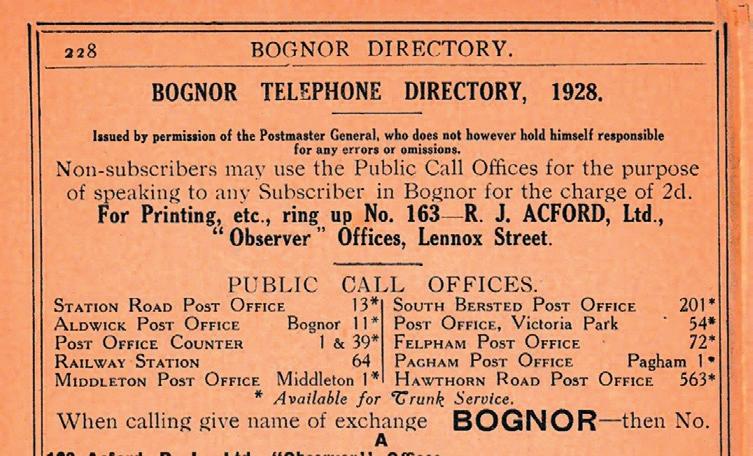 228 BOGNOR DIRECTORY.
BOGNOR TELEPHONE DIRECTORY, 1928.
Issued by permission of the Postmaster General, who does not however hold himself responsible
for any errors or omissions.
Non-subscribers may use the Public Call Offices for the purpose
of speaking to any Subscriber in Bognor for the charge of 2d.
For Printing, etc., ring up No. 163—R. J. ACFORD, Ltd.,
"Observer" Offices, Lennox Street.
PUBLIC CALL OFFICES.
STATION ROAD POST OFFICE 13* SOUTH BERSTED POST OFFICE 201*
ALDWICK POST OFFICE Bognor 11* POST OFFICE, Victoria Park 54*
POST OFFICE COUNTER 1 & 39* FELPHAM POST OFFICE 72*
RAILWAY STATION 64 PAGHAM POST OFFICE Pagham 1*
MIDDLETON POST OFFICE Middleton 1* HAWTHORN ROAD POST OFFICE 563*
* Available for Trunk Service.
When calling give name of exchange BOGNOR—then No.
A
163 Acford, R. J., Ltd., "Observer" Offices